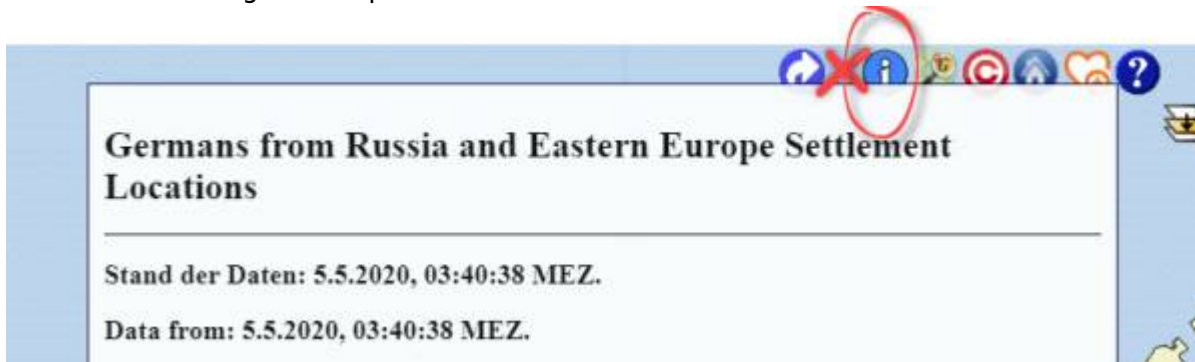 i G C ?
Germans from Russia and Eastern Europe Settlement
Locations
Stand der Daten: 5.5.2020, 03:40:38 MEZ.
Data from: 5.5.2020, 03:40:38 MEZ.